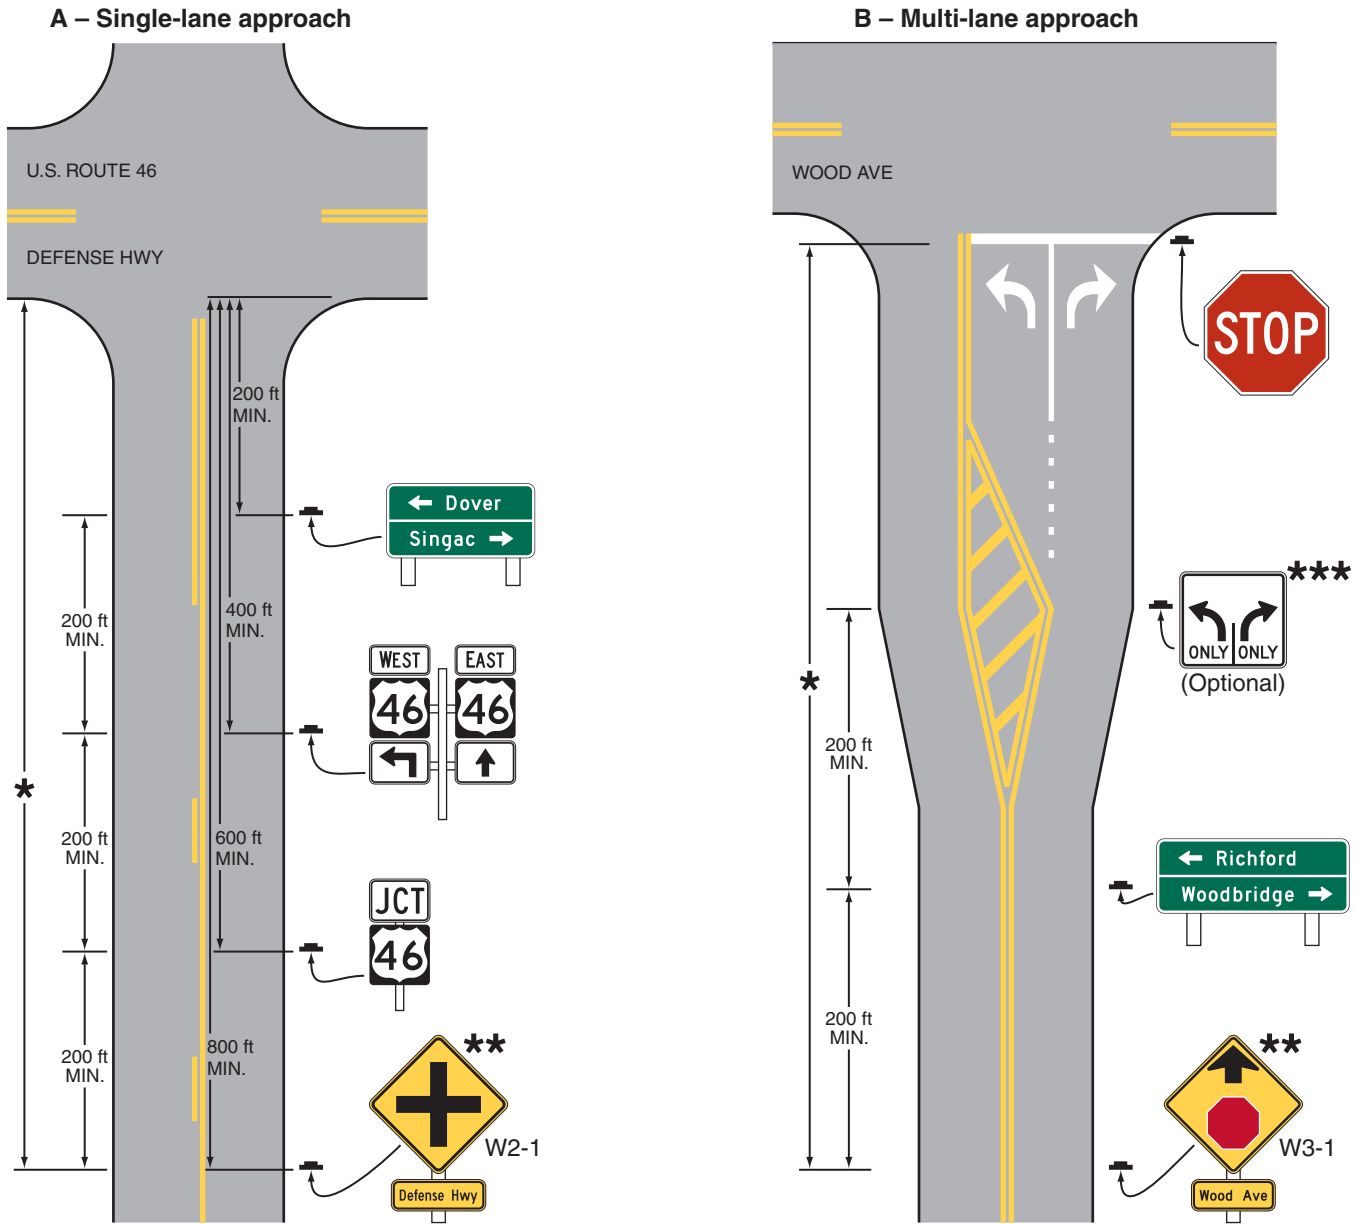 A – Single-lane approach
U.S. ROUTE 46
DEFENSE HWY
200 ft
MIN.
Dover
Singac
200 ft
MIN.
400 ft
MIN.
WEST
EAST
46
46
*
200 ft
MIN.
600 ft
MIN.
JCT
46
200 ft
MIN.
800 ft
MIN.
**
W2-1
Defense Hwy
B – Multi-lane approach
WOOD AVE
STOP
***
ONLY
ONLY
(Optional)
*
200 ft
MIN.
Richford
Woodbridge
200 ft
MIN.
**
W3-1
Wood Ave